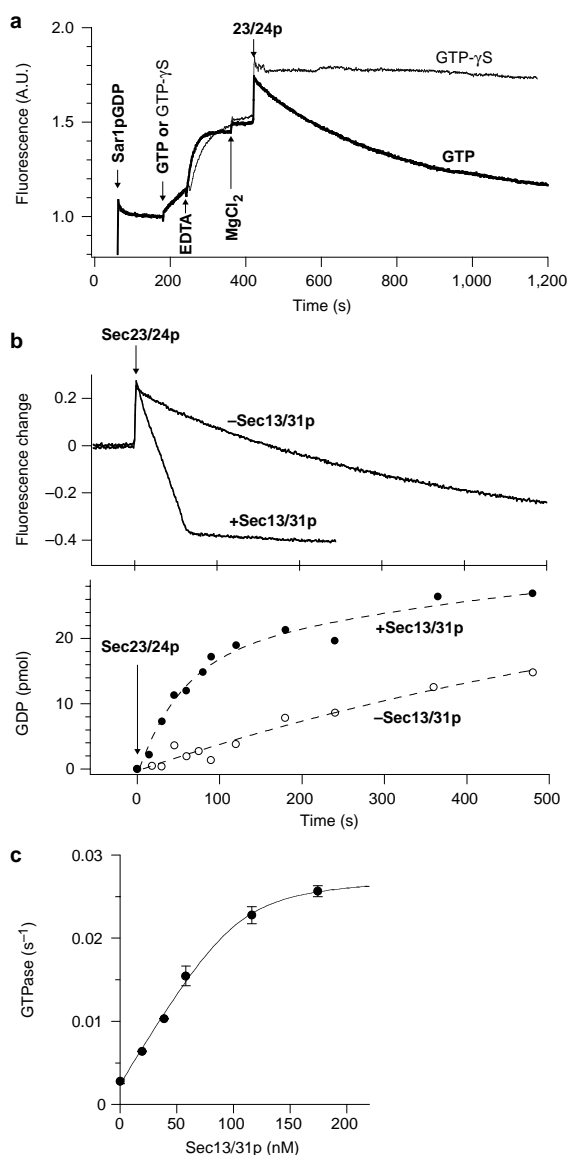 a
2.0
1.5
1.0
Fluorescence (A.U.)
Sar1pGDP
GTP or GTP-γS
EDTA
MgCl2
23/24p
GTP-γS
GTP
0 200 400 600 800 1,000 1,200
Time (s)
b
Sec23/24p
0.2
0
–0.2
–0.4
Fluorescence change
–Sec13/31p
+Sec13/31p
Sec23/24p
20
10
0
GDP (pmol)
+Sec13/31p
–Sec13/31p
0 100 200 300 400 500
Time (s)
c
0.03
0.02
0.01
0
GTPase (s–1)
0 50 100 150 200
Sec13/31p (nM)